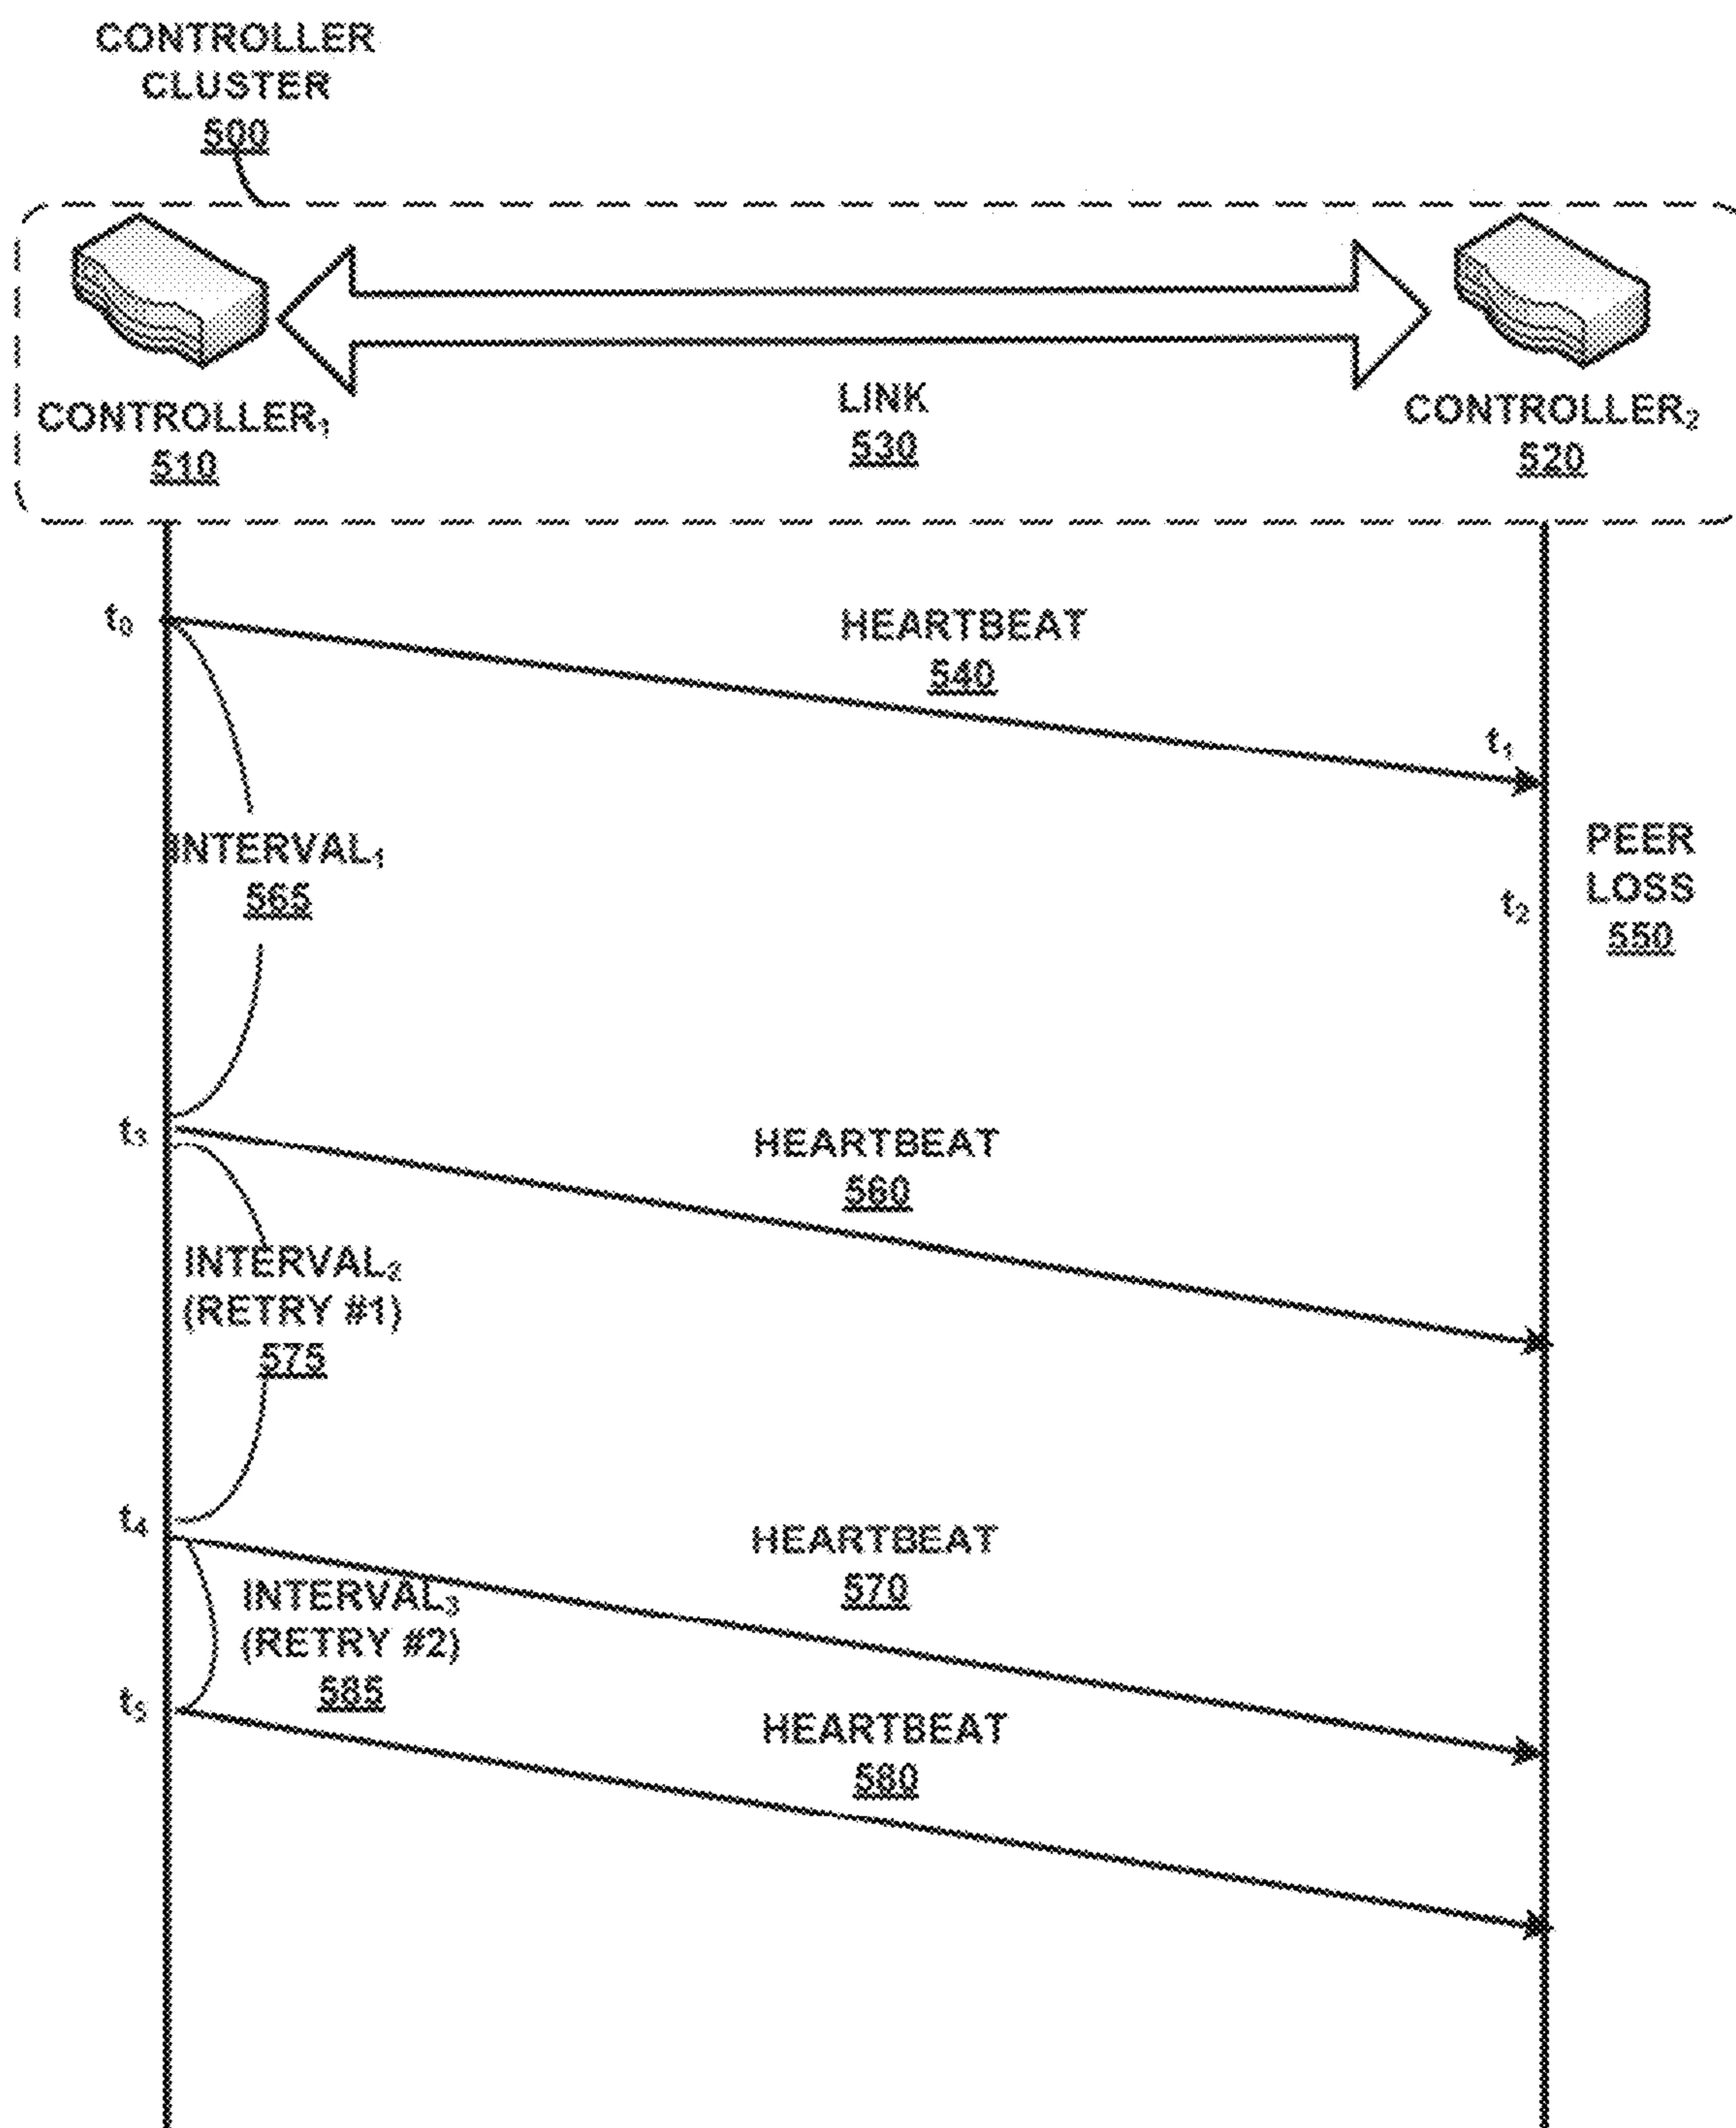 CONTROLLER
CLUSTER
500
CONTROLLER₁
510
LINK
530
CONTROLLER₂
520
t₀
HEARTBEAT
540
t₁
INTERVAL₁
565
PEER
LOSS
550
t₂
t₃
HEARTBEAT
560
INTERVAL₂
(RETRY #1)
575
t₄
HEARTBEAT
570
INTERVAL₃
(RETRY #2)
585
t₅
HEARTBEAT
580